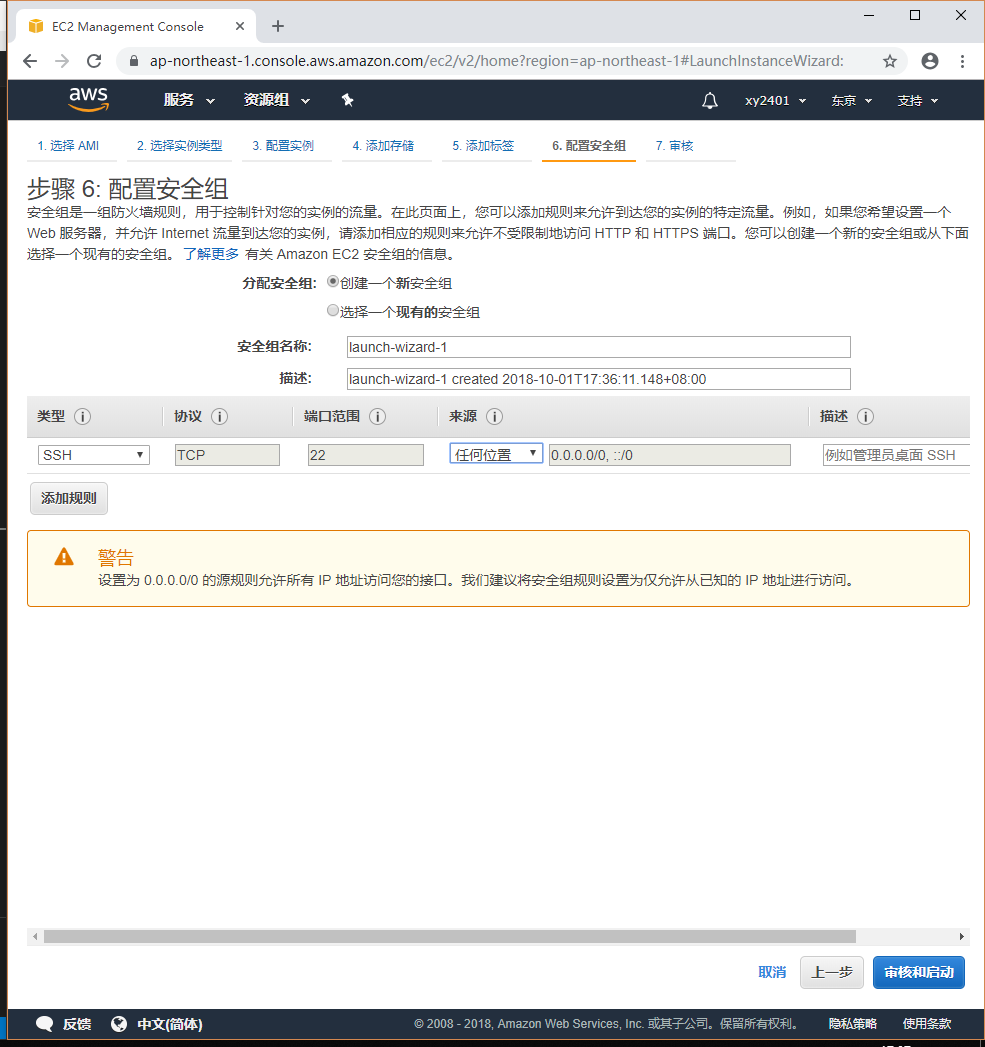 EC2 Management Console
ap-northeast-1.console.aws.amazon.com/ec2/v2/home?region=ap-northeast-1#LaunchInstanceWizard:
aws 服务 资源组 xy2401 东京 支持
1. 选择 AMI 2. 选择实例类型 3. 配置实例 4. 添加存储 5. 添加标签 6. 配置安全组 7. 审核
步骤 6: 配置安全组
安全组是一组防火墙规则，用于控制针对您的实例的流量。在此页面上，您可以添加规则来允许到达您的实例的特定流量。例如，如果您希望设置一个
Web 服务器，并允许 Internet 流量到达您的实例，请添加相应的规则来允许不受限制地访问 HTTP 和 HTTPS 端口。您可以创建一个新的安全组或从下面
选择一个现有的安全组。 了解更多 有关 Amazon EC2 安全组的信息。
分配安全组: 创建一个新安全组
选择一个现有的安全组
安全组名称: launch-wizard-1
描述: launch-wizard-1 created 2018-10-01T17:36:11.148+08:00
类型 协议 端口范围 来源 描述
SSH TCP 22 任何位置 0.0.0.0/0, ::/0 例如管理员桌面 SSH
添加规则
警告
设置为 0.0.0.0/0 的源规则允许所有 IP 地址访问您的接口。我们建议将安全组规则设置为仅允许从已知的 IP 地址进行访问。
取消 上一步 审核和启动
反馈 中文(简体) © 2008 - 2018, Amazon Web Services, Inc. 或其子公司。保留所有权利。 隐私策略 使用条款